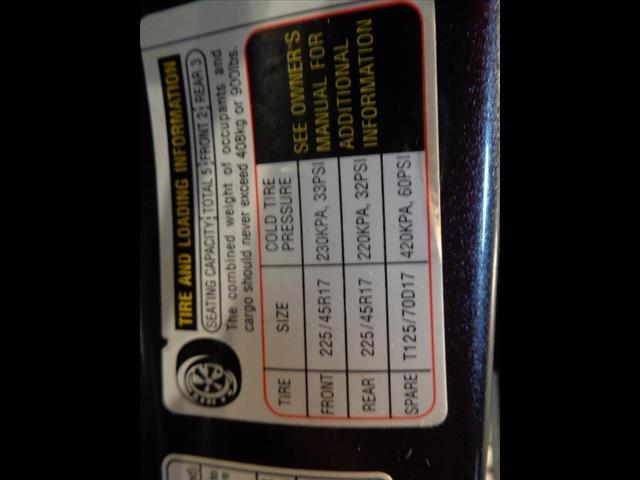 TIRE AND LOADING INFORMATION
SEATING CAPACITY TOTAL 5 FRONT 2 REAR 3
The combined weight of occupants and
cargo should never exceed 408kg or 900lbs.
TIRE SIZE COLD TIRE PRESSURE
FRONT 225/45R17 230KPA, 33PSI
REAR 225/45R17 220KPA, 32PSI
SPARE T125/70D17 420KPA, 60PSI
SEE OWNER'S
MANUAL FOR
ADDITIONAL
INFORMATION